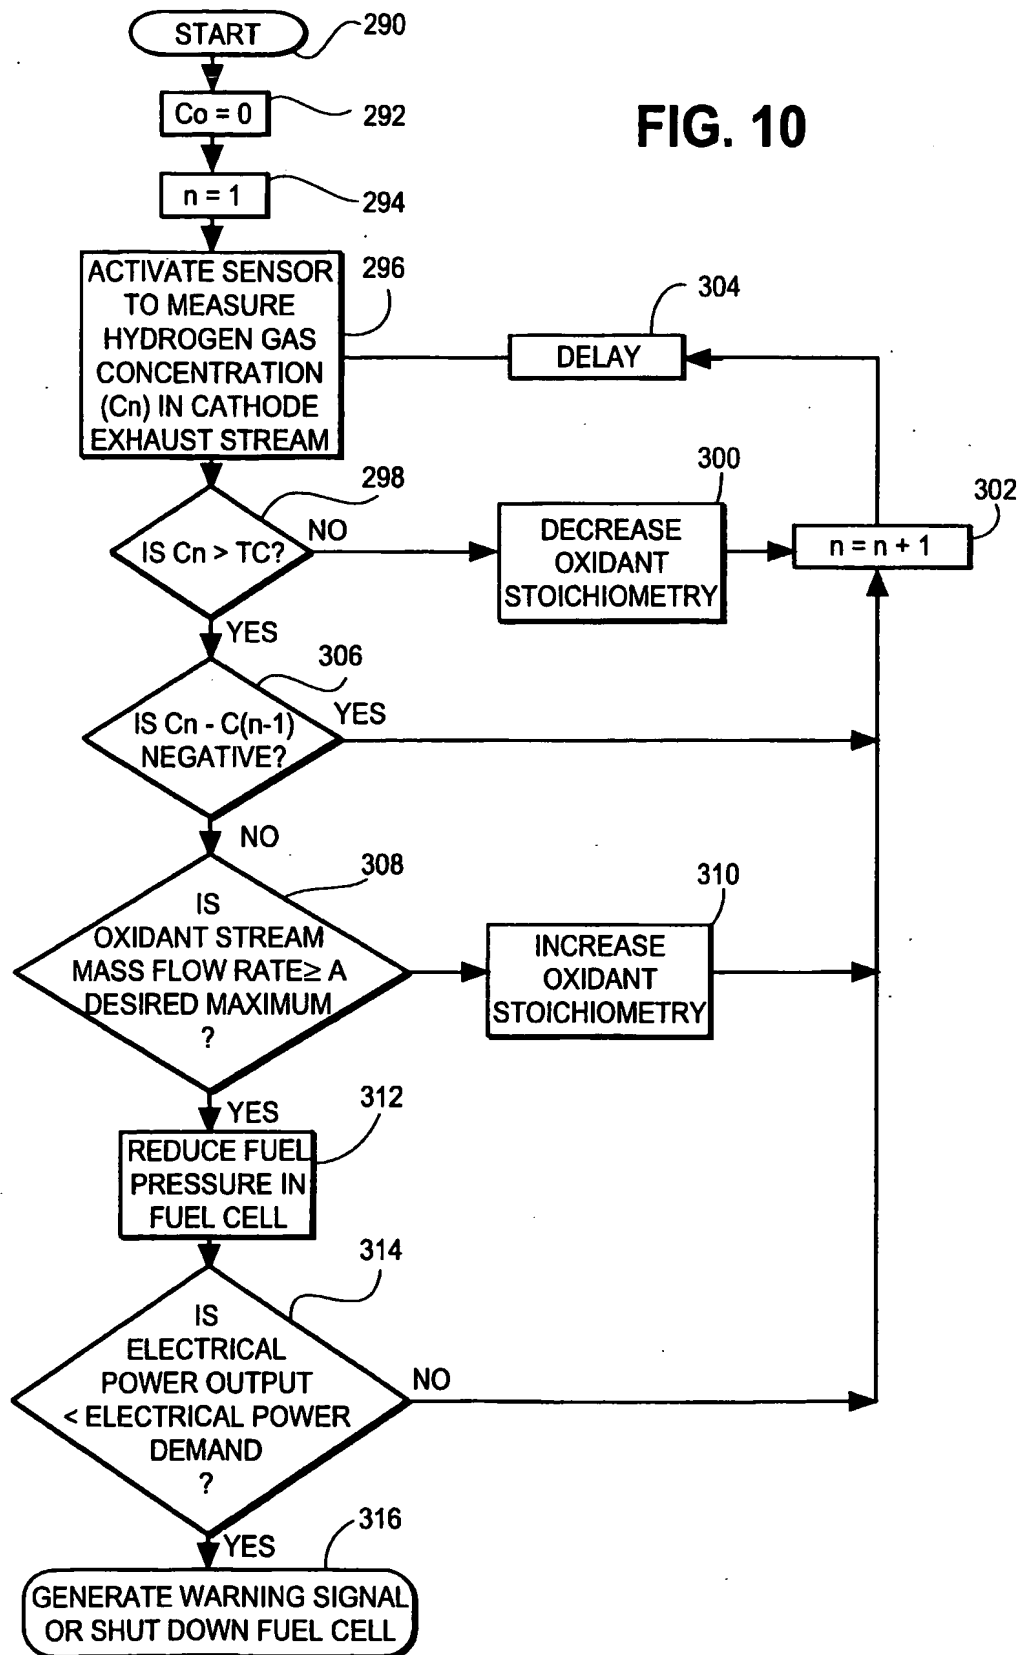 START
290
Co = 0
292
FIG. 10
n = 1
294
ACTIVATE SENSOR
TO MEASURE
HYDROGEN GAS
CONCENTRATION
(Cn) IN CATHODE
EXHAUST STREAM
296
304
DELAY
298
IS Cn > TC?
NO
300
DECREASE
OXIDANT
STOICHIOMETRY
302
n = n + 1
YES
306
IS Cn - C(n-1)
NEGATIVE?
YES
NO
308
IS
OXIDANT STREAM
MASS FLOW RATE≥ A
DESIRED MAXIMUM
?
310
INCREASE
OXIDANT
STOICHIOMETRY
YES
312
REDUCE FUEL
PRESSURE IN
FUEL CELL
314
IS
ELECTRICAL
POWER OUTPUT
< ELECTRICAL POWER
DEMAND
?
NO
YES
316
GENERATE WARNING SIGNAL
OR SHUT DOWN FUEL CELL